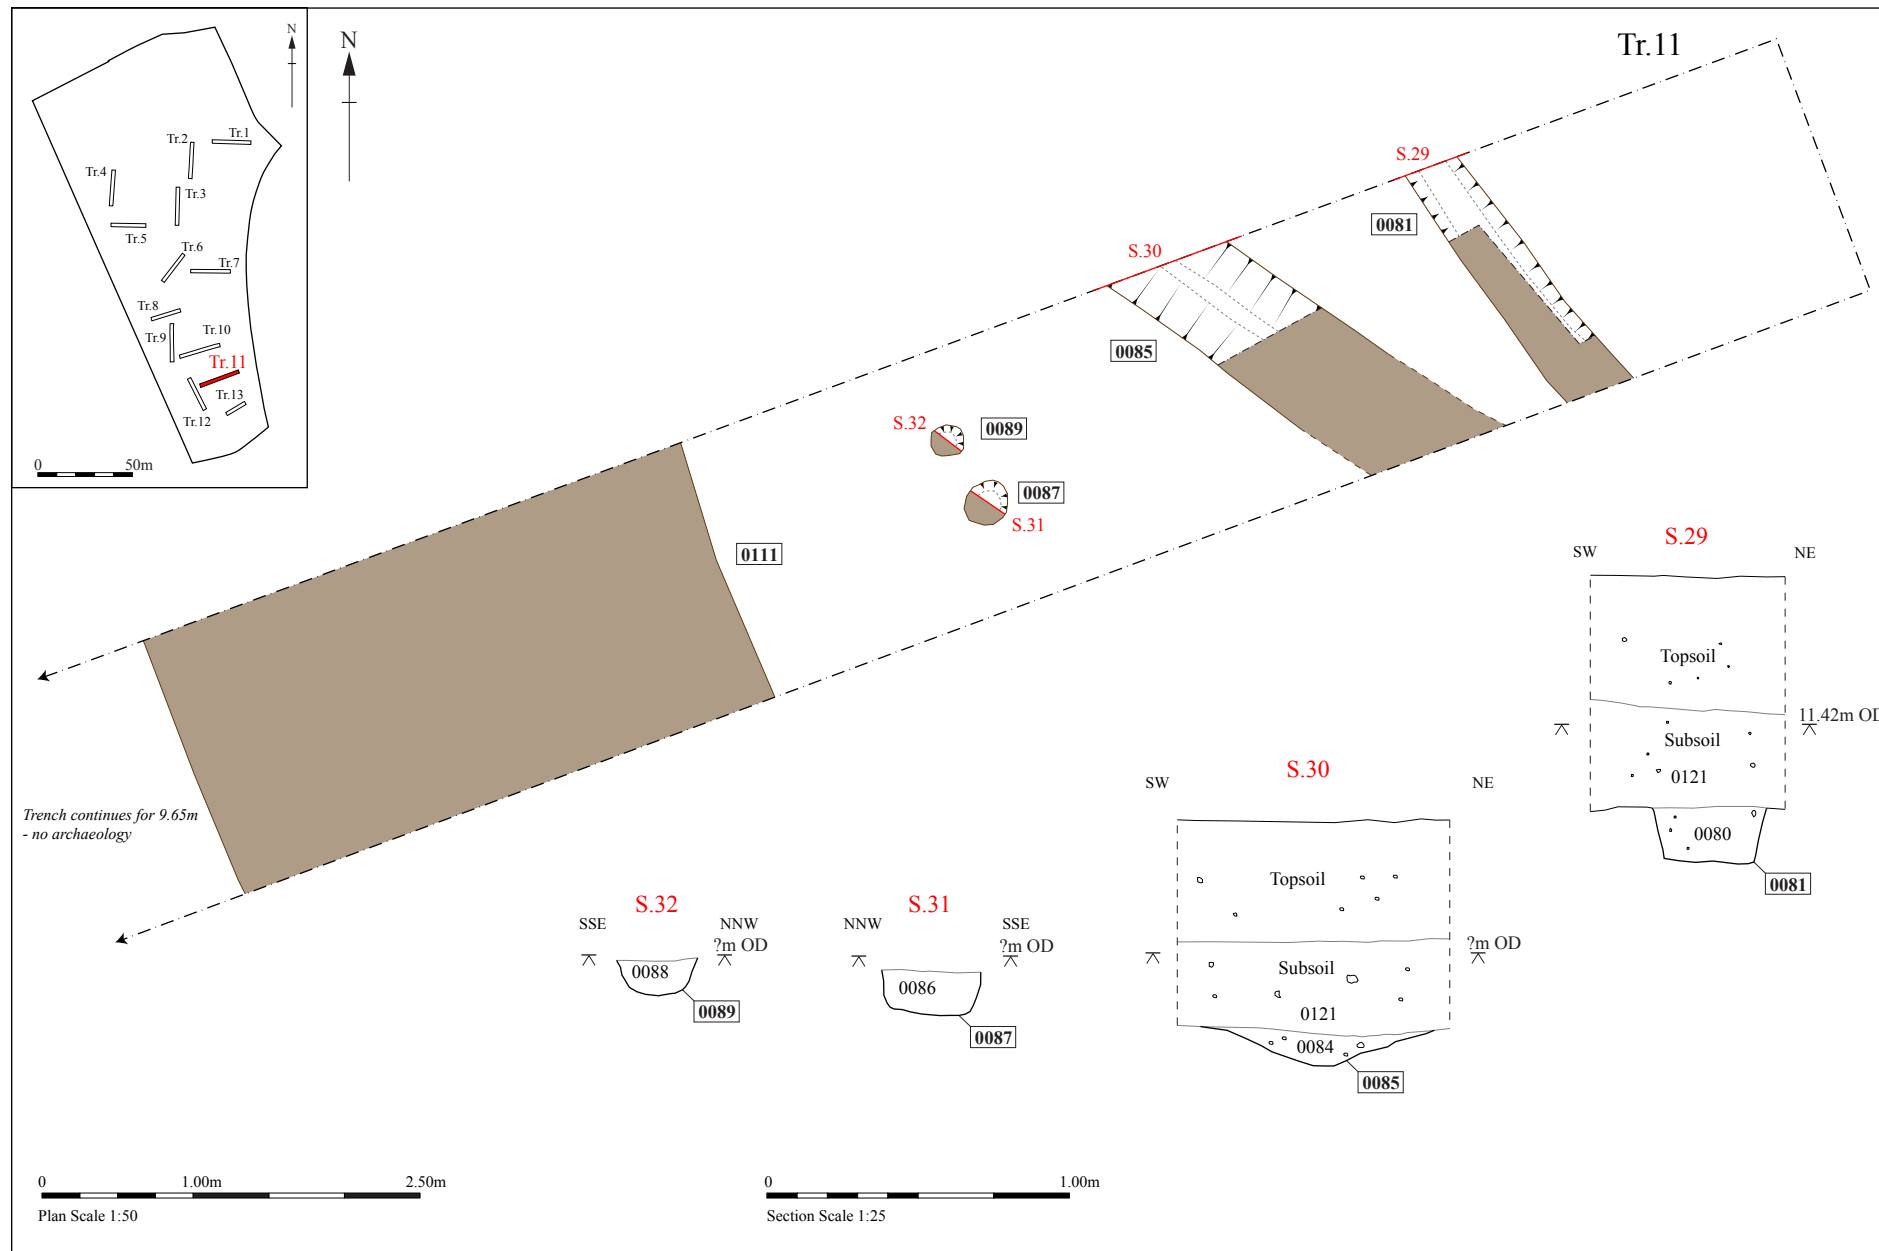 N
Tr.1
Tr.2
Tr.4
Tr.3
Tr.5
Tr.6
Tr.7
Tr.8
Tr.9
Tr.10
Tr.11
Tr.13
Tr.12
0 50m
N
Tr.11
S.29
0081
S.30
0085
S.32
0089
0087
S.31
0111
Trench continues for 9.65m
- no archaeology
S.29
SW NE
Topsoil
11.42m OD
Subsoil
0121
0080
0081
S.30
SW NE
Topsoil
?m OD
Subsoil
0121
0084
0085
S.32
SSE NNW
?m OD
0088
0089
S.31
NNW SSE
?m OD
0086
0087
0 1.00m 2.50m
Plan Scale 1:50
0 1.00m
Section Scale 1:25